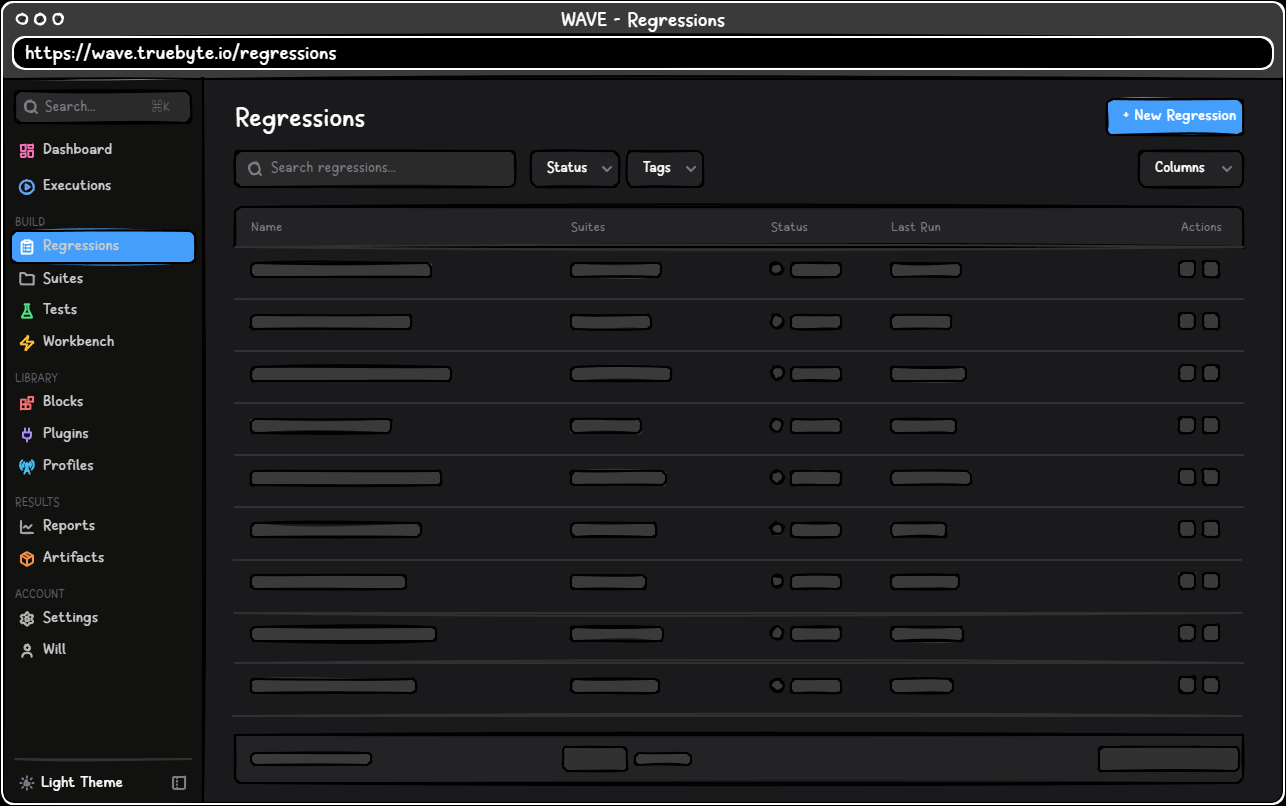 WAVE - Regressions
https://wave.truebyte.io/regressions
Search... ⌘K
Dashboard
Executions
BUILD
Regressions
Suites
Tests
Workbench
LIBRARY
Blocks
Plugins
Profiles
RESULTS
Reports
Artifacts
ACCOUNT
Settings
Will
Light Theme
Regressions
+ New Regression
Search regressions...
Status
Tags
Columns
Name Suites Status Last Run Actions